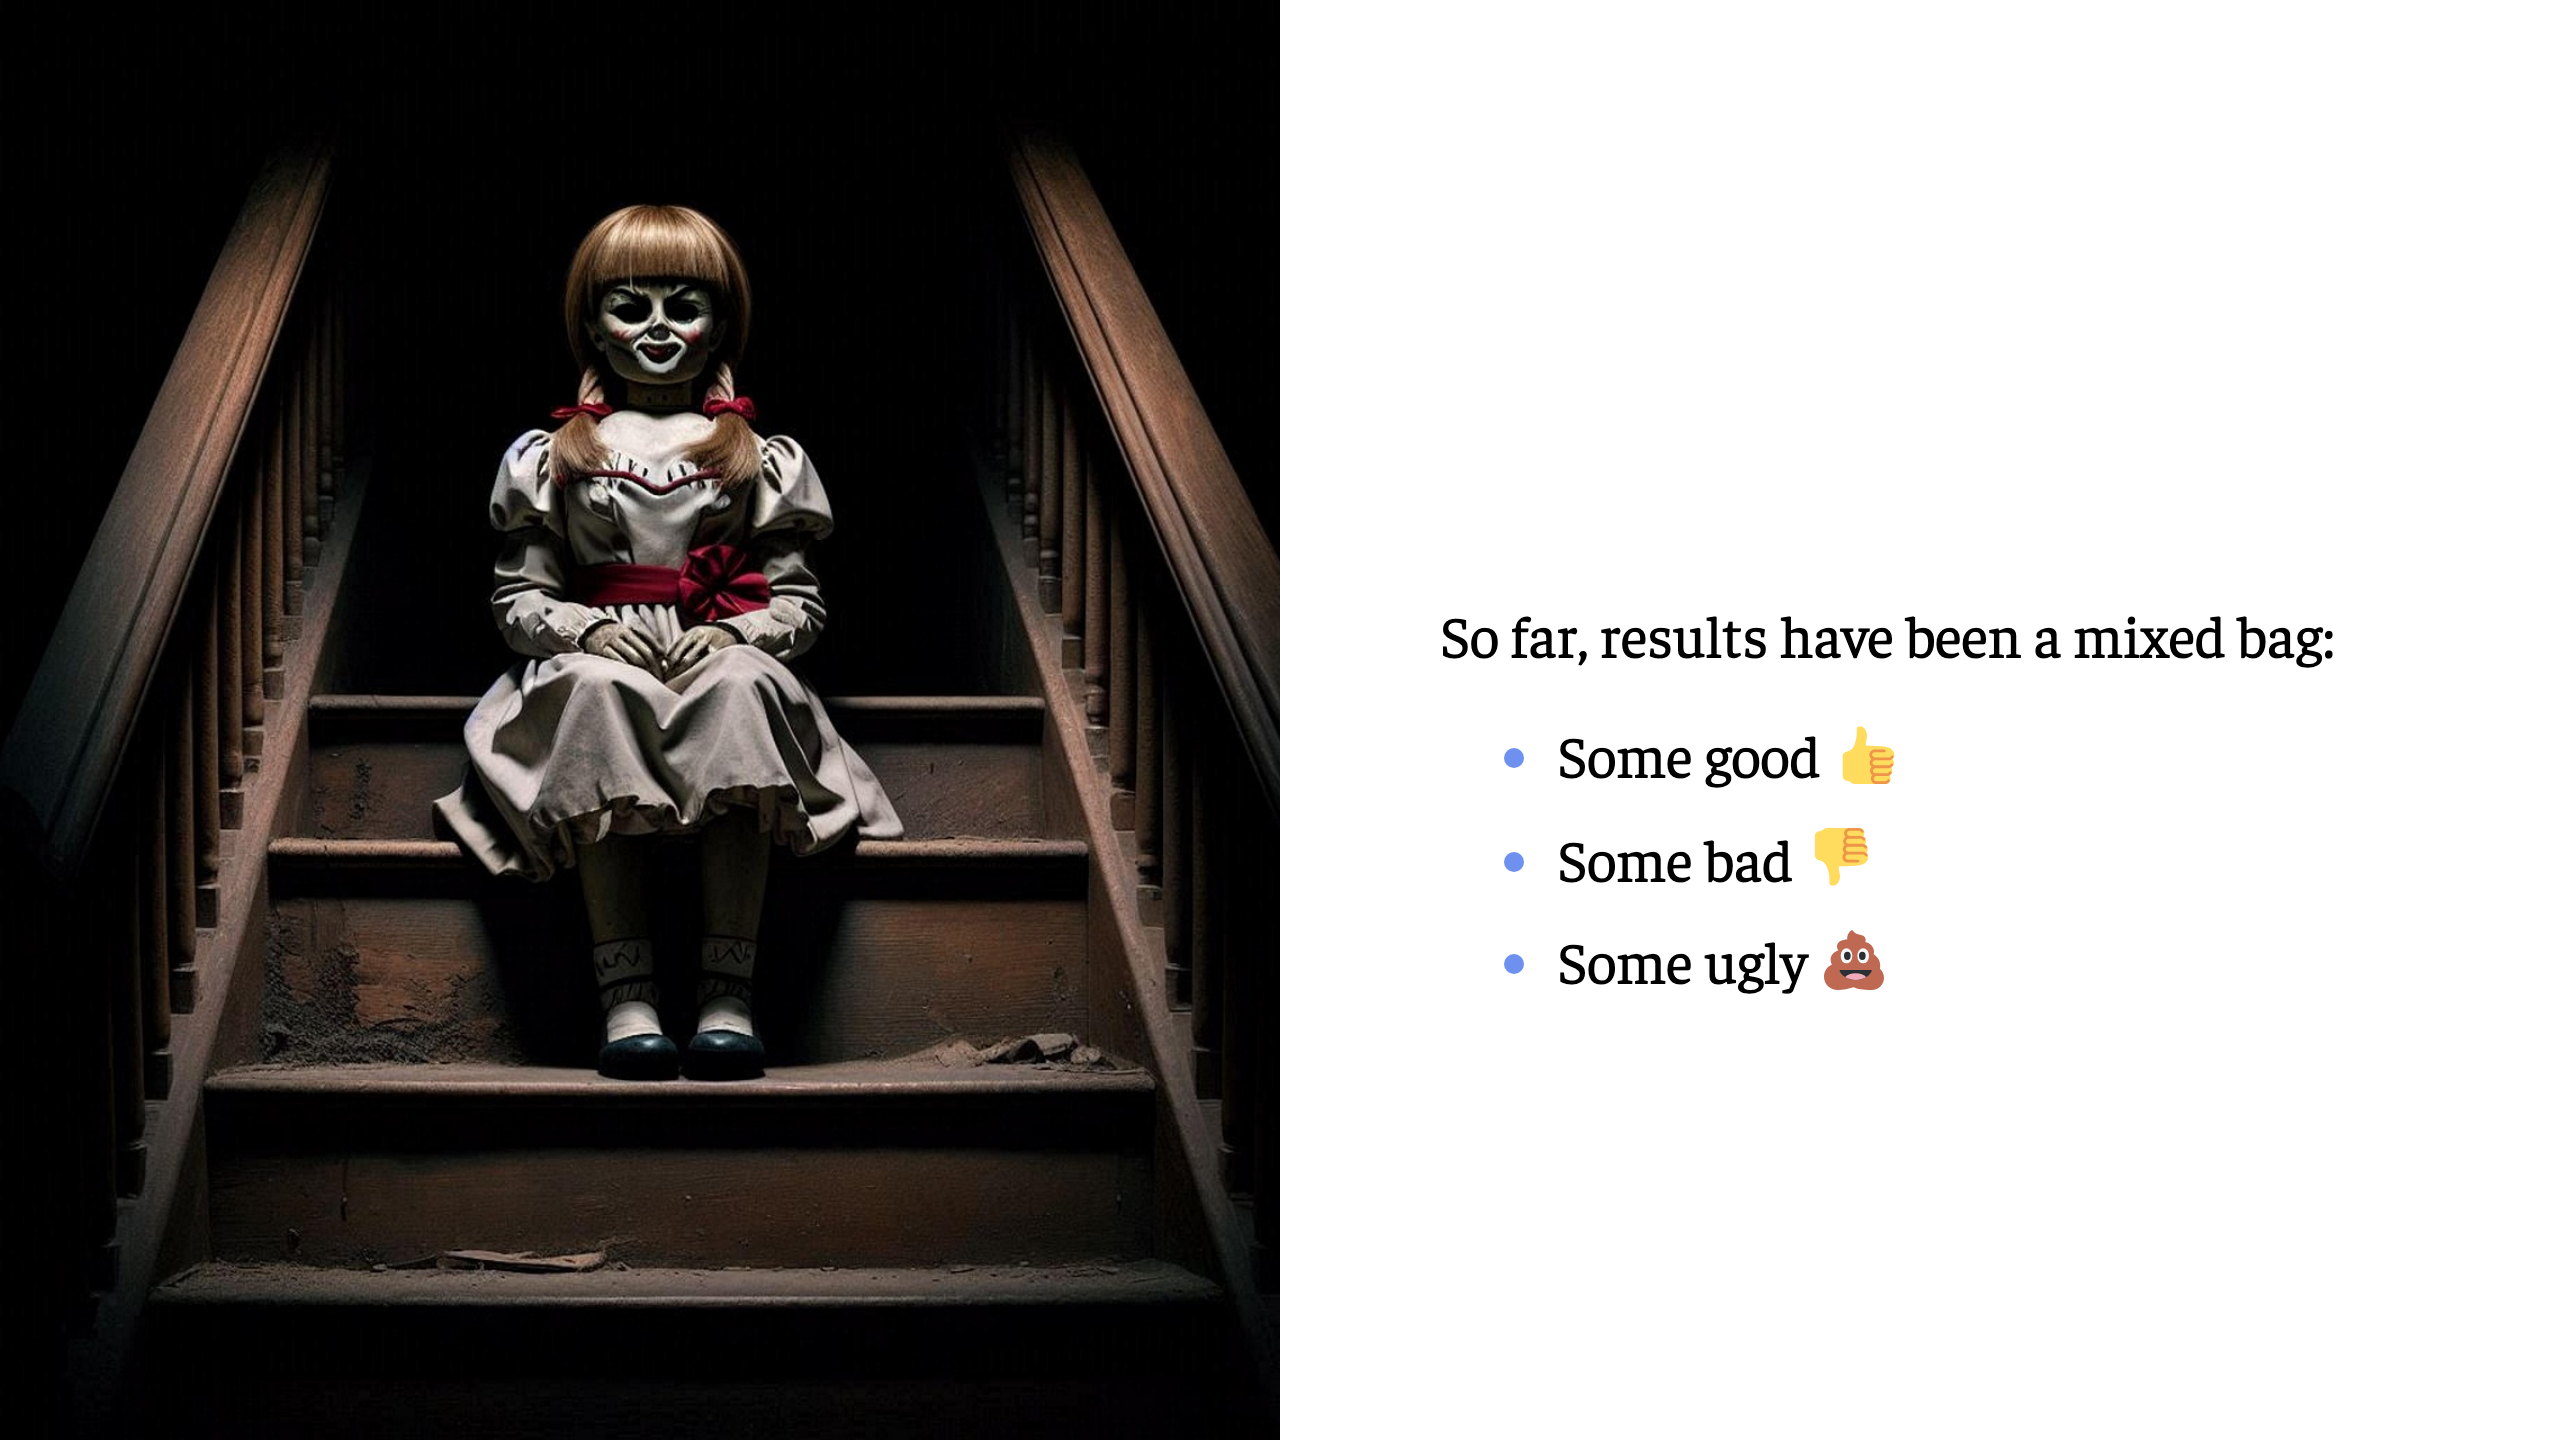 So far, results have been a mixed bag:
• Some good 👍
• Some bad 👎
• Some ugly 💩